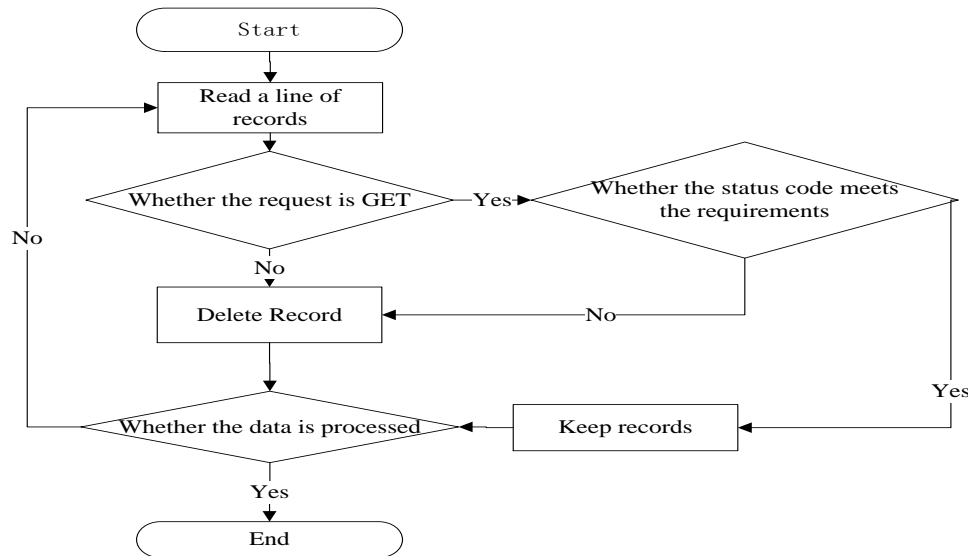 Start
Read a line of
records
Whether the request is GET
Yes
Whether the status code meets
the requirements
No
No
Delete Record
No
Yes
Whether the data is processed
Keep records
Yes
End